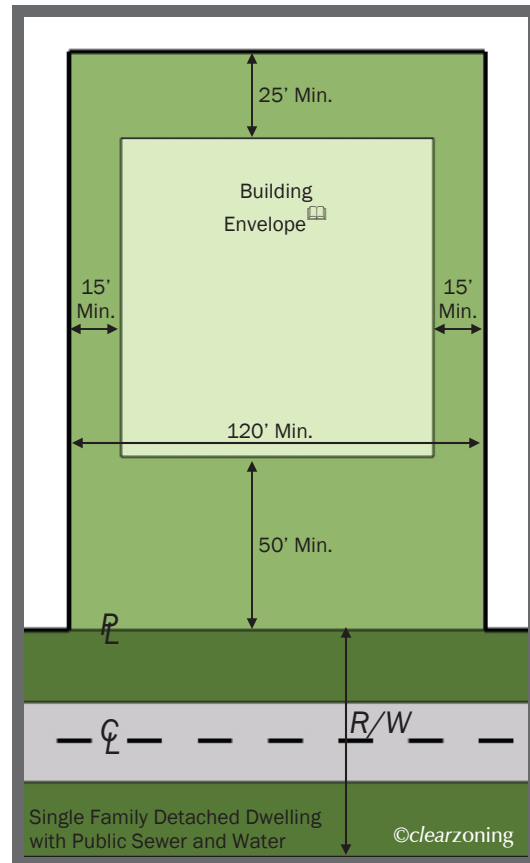 25’ Min.
Building
Envelope
15’
Min.
15’
Min.
120’ Min.
50’ Min.
PL
CL
R/W
Single Family Detached Dwelling
with Public Sewer and Water
©clearzoning